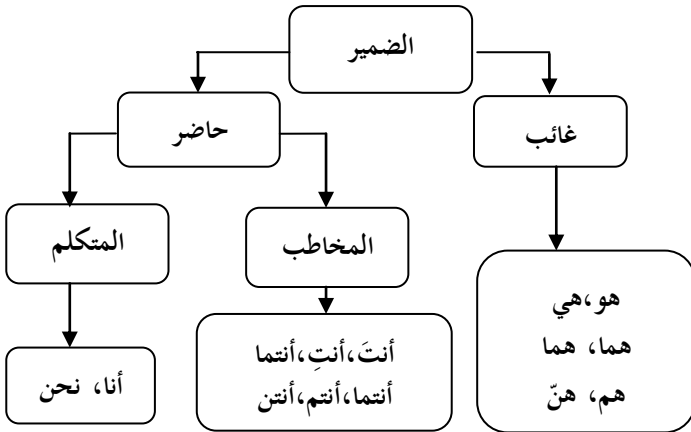 الضمير
غائب
حاضر
المخاطب
المتكلم
هو،هي
هما، هما
هم، هنّ
أنتَ،أنتِ،أنتما
أنتما،أنتم،أنتن
أنا، نحن